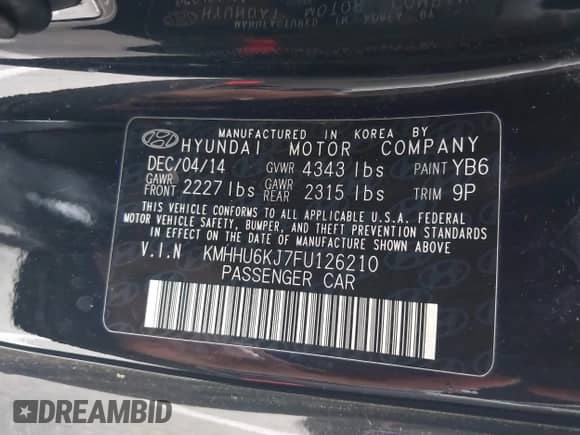 MANUFACTURED IN KOREA BY
HYUNDAI MOTOR COMPANY
DEC/04/14 GVWR 4343 lbs PAINT YB6
GAWR FRONT 2227 lbs GAWR REAR 2315 lbs TRIM 9P
THIS VEHICLE CONFORMS TO ALL APPLICABLE U.S.A. FEDERAL
MOTOR VEHICLE SAFETY, BUMPER, AND THEFT PREVENTION
STANDARDS IN EFFECT ON THE DATE OF MANUFACTURE SHOWN
ABOVE.
V.I.N KMHHU6KJ7FU126210
PASSENGER CAR
DREAMBID